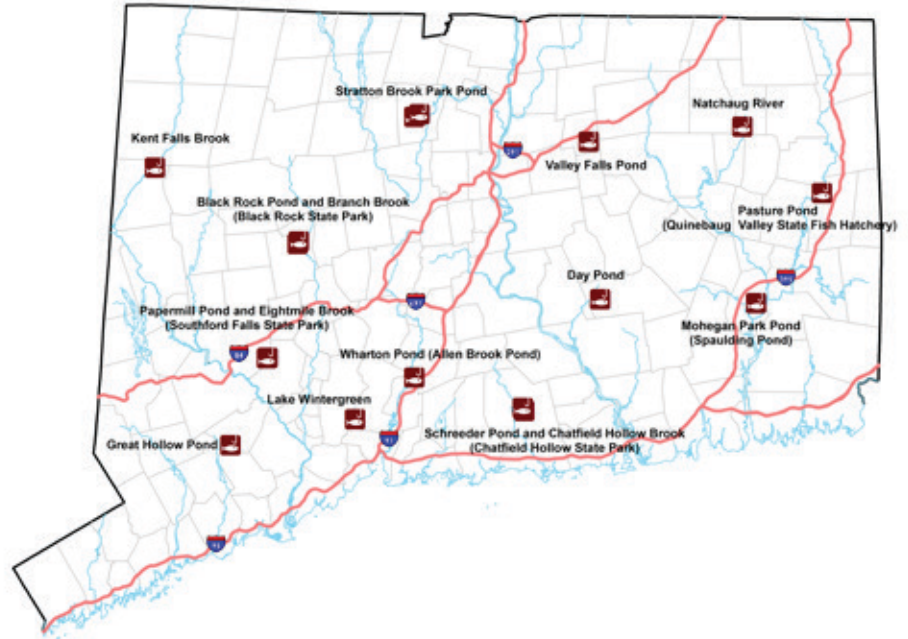 Stratton Brook Park Pond
Natchaug River
Kent Falls Brook
Valley Falls Pond
Black Rock Pond and Branch Brook
(Black Rock State Park)
Pasture Pond
(Quinebaug Valley State Fish Hatchery)
Day Pond
Papermill Pond and Eightmile Brook
(Southford Falls State Park)
84
Mohegan Park Pond
(Spaulding Pond)
Wharton Pond (Allen Brook Pond)
Lake Wintergreen
Schreeder Pond and Chatfield Hollow Brook
(Chatfield Hollow State Park)
Great Hollow Pond